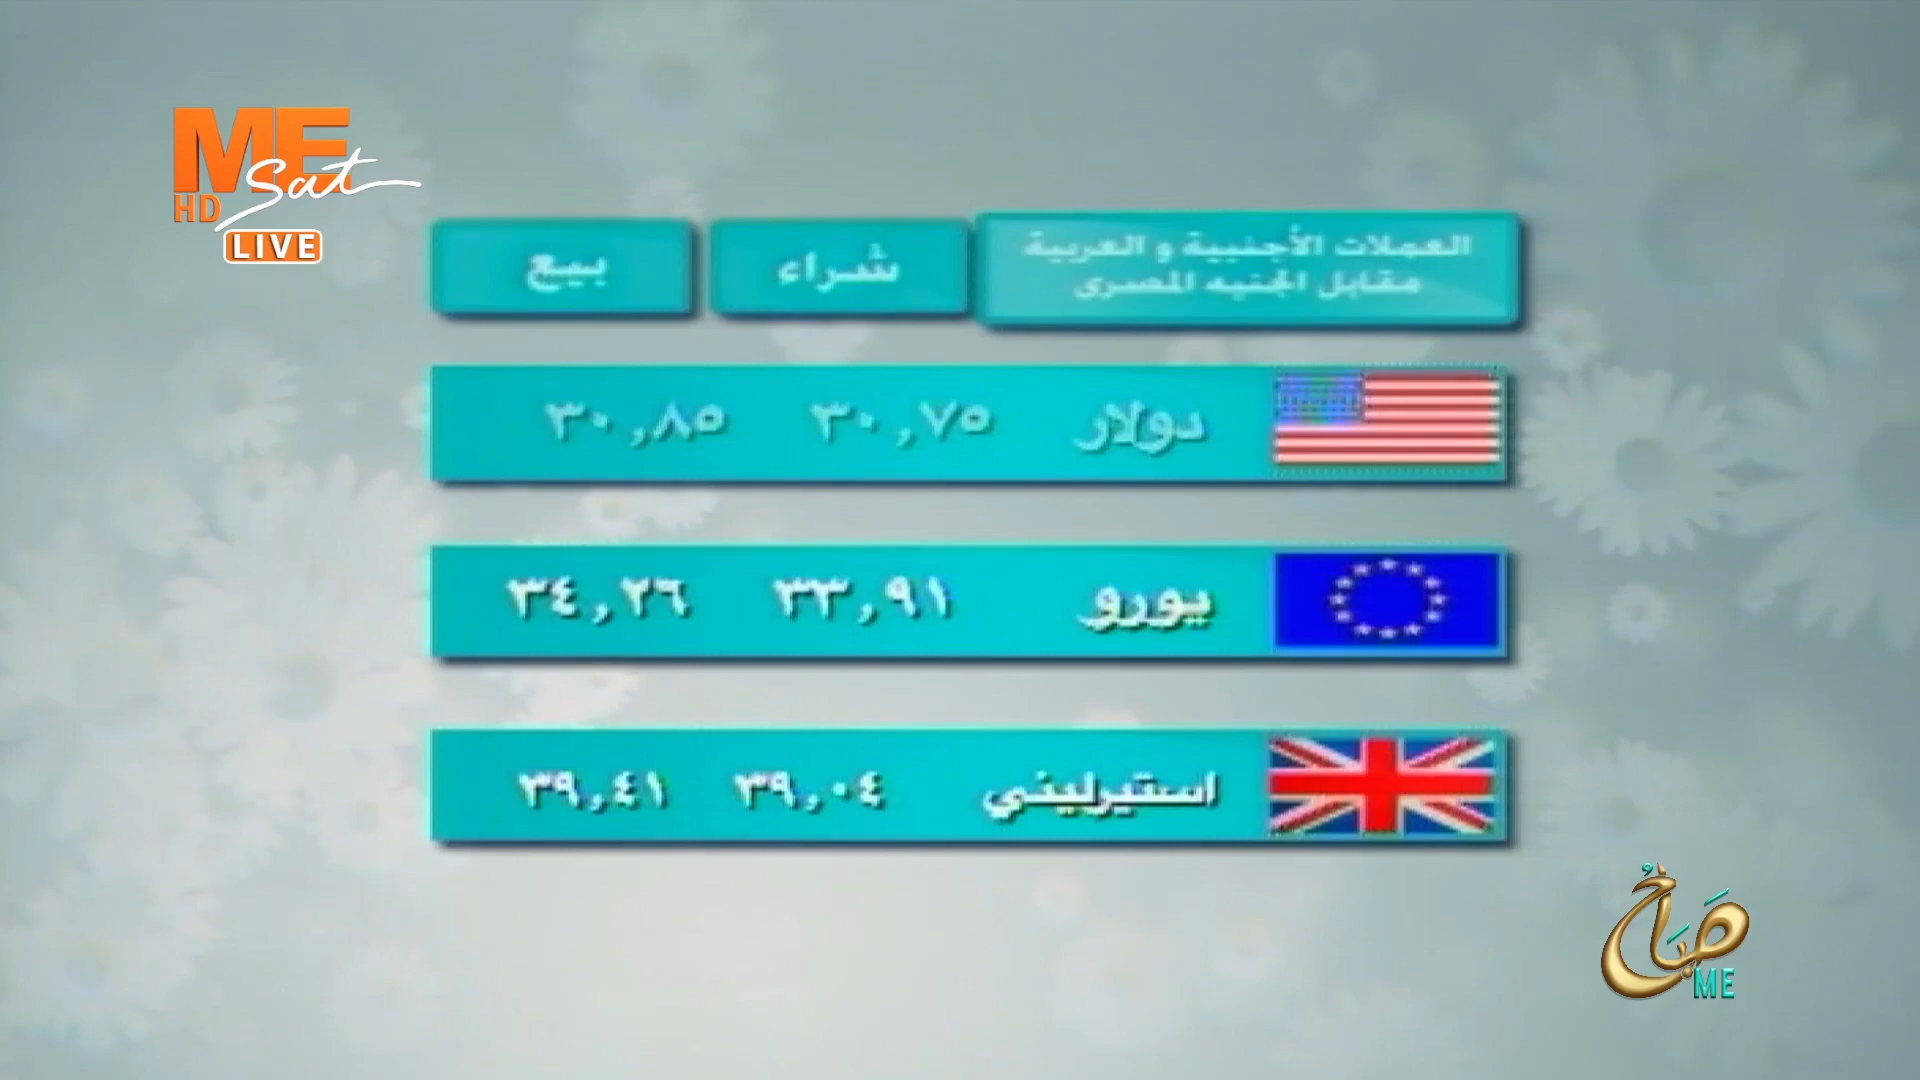 ME
Sat
HD
LIVE
العملات الأجنبية و العربية
مقابل الجنيه المصرى
شراء
بيع
دولار ٣٠,٧٥ ٣٠,٨٥
يورو ٣٣,٩١ ٣٤,٢٦
استيرليني ٣٩,٠٤ ٣٩,٤١
صَبَاحُ
ME